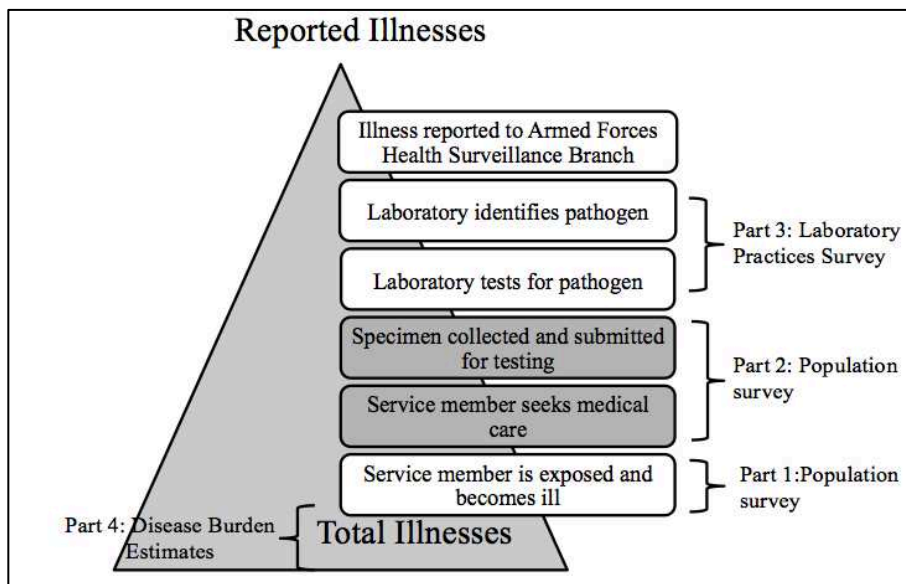 Reported Illnesses
Illness reported to Armed Forces
Health Surveillance Branch
Laboratory identifies pathogen
Laboratory tests for pathogen
Part 3: Laboratory
Practices Survey
Specimen collected and submitted
for testing
Service member seeks medical
care
Part 2: Population
survey
Service member is exposed and
becomes ill
Part 1:Population
survey
Part 4: Disease Burden
Estimates
Total Illnesses